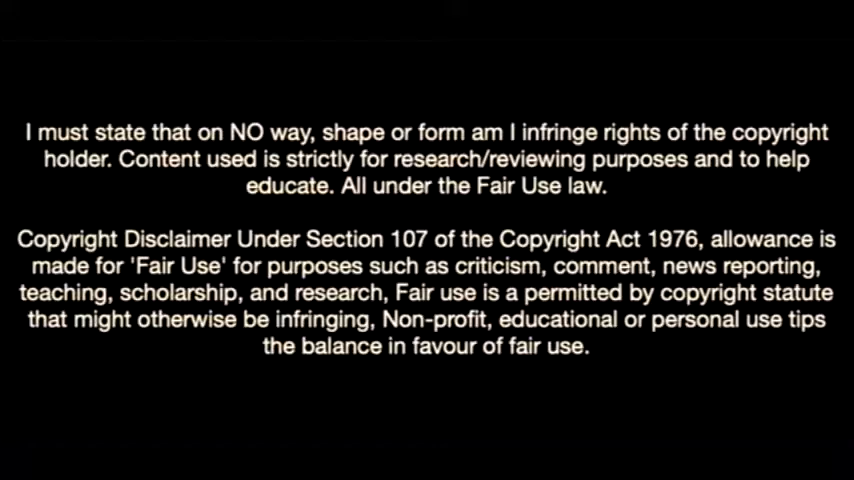 I must state that on NO way, shape or form am I infringe rights of the copyright
holder. Content used is strictly for research/reviewing purposes and to help
educate. All under the Fair Use law.
Copyright Disclaimer Under Section 107 of the Copyright Act 1976, allowance is
made for 'Fair Use' for purposes such as criticism, comment, news reporting,
teaching, scholarship, and research, Fair use is a permitted by copyright statute
that might otherwise be infringing, Non-profit, educational or personal use tips
the balance in favour of fair use.